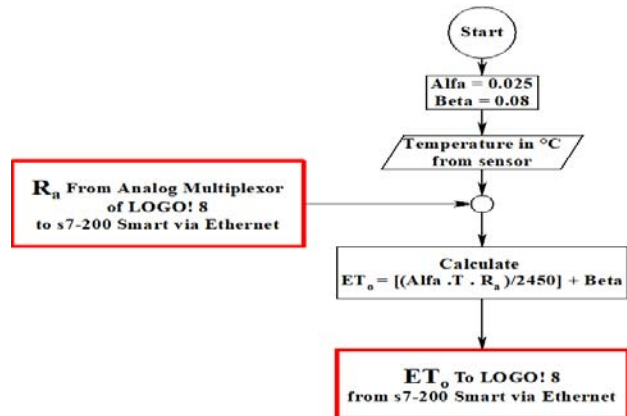 Start
Alfa = 0.025
Beta = 0.08
Temperature in °C
from sensor
Ra From Analog Multiplexor
of LOGO! 8
to s7-200 Smart via Ethernet
Calculate
ETo = [(Alfa .T . Ra)/2450] + Beta
ETo To LOGO! 8
from s7-200 Smart via Ethernet